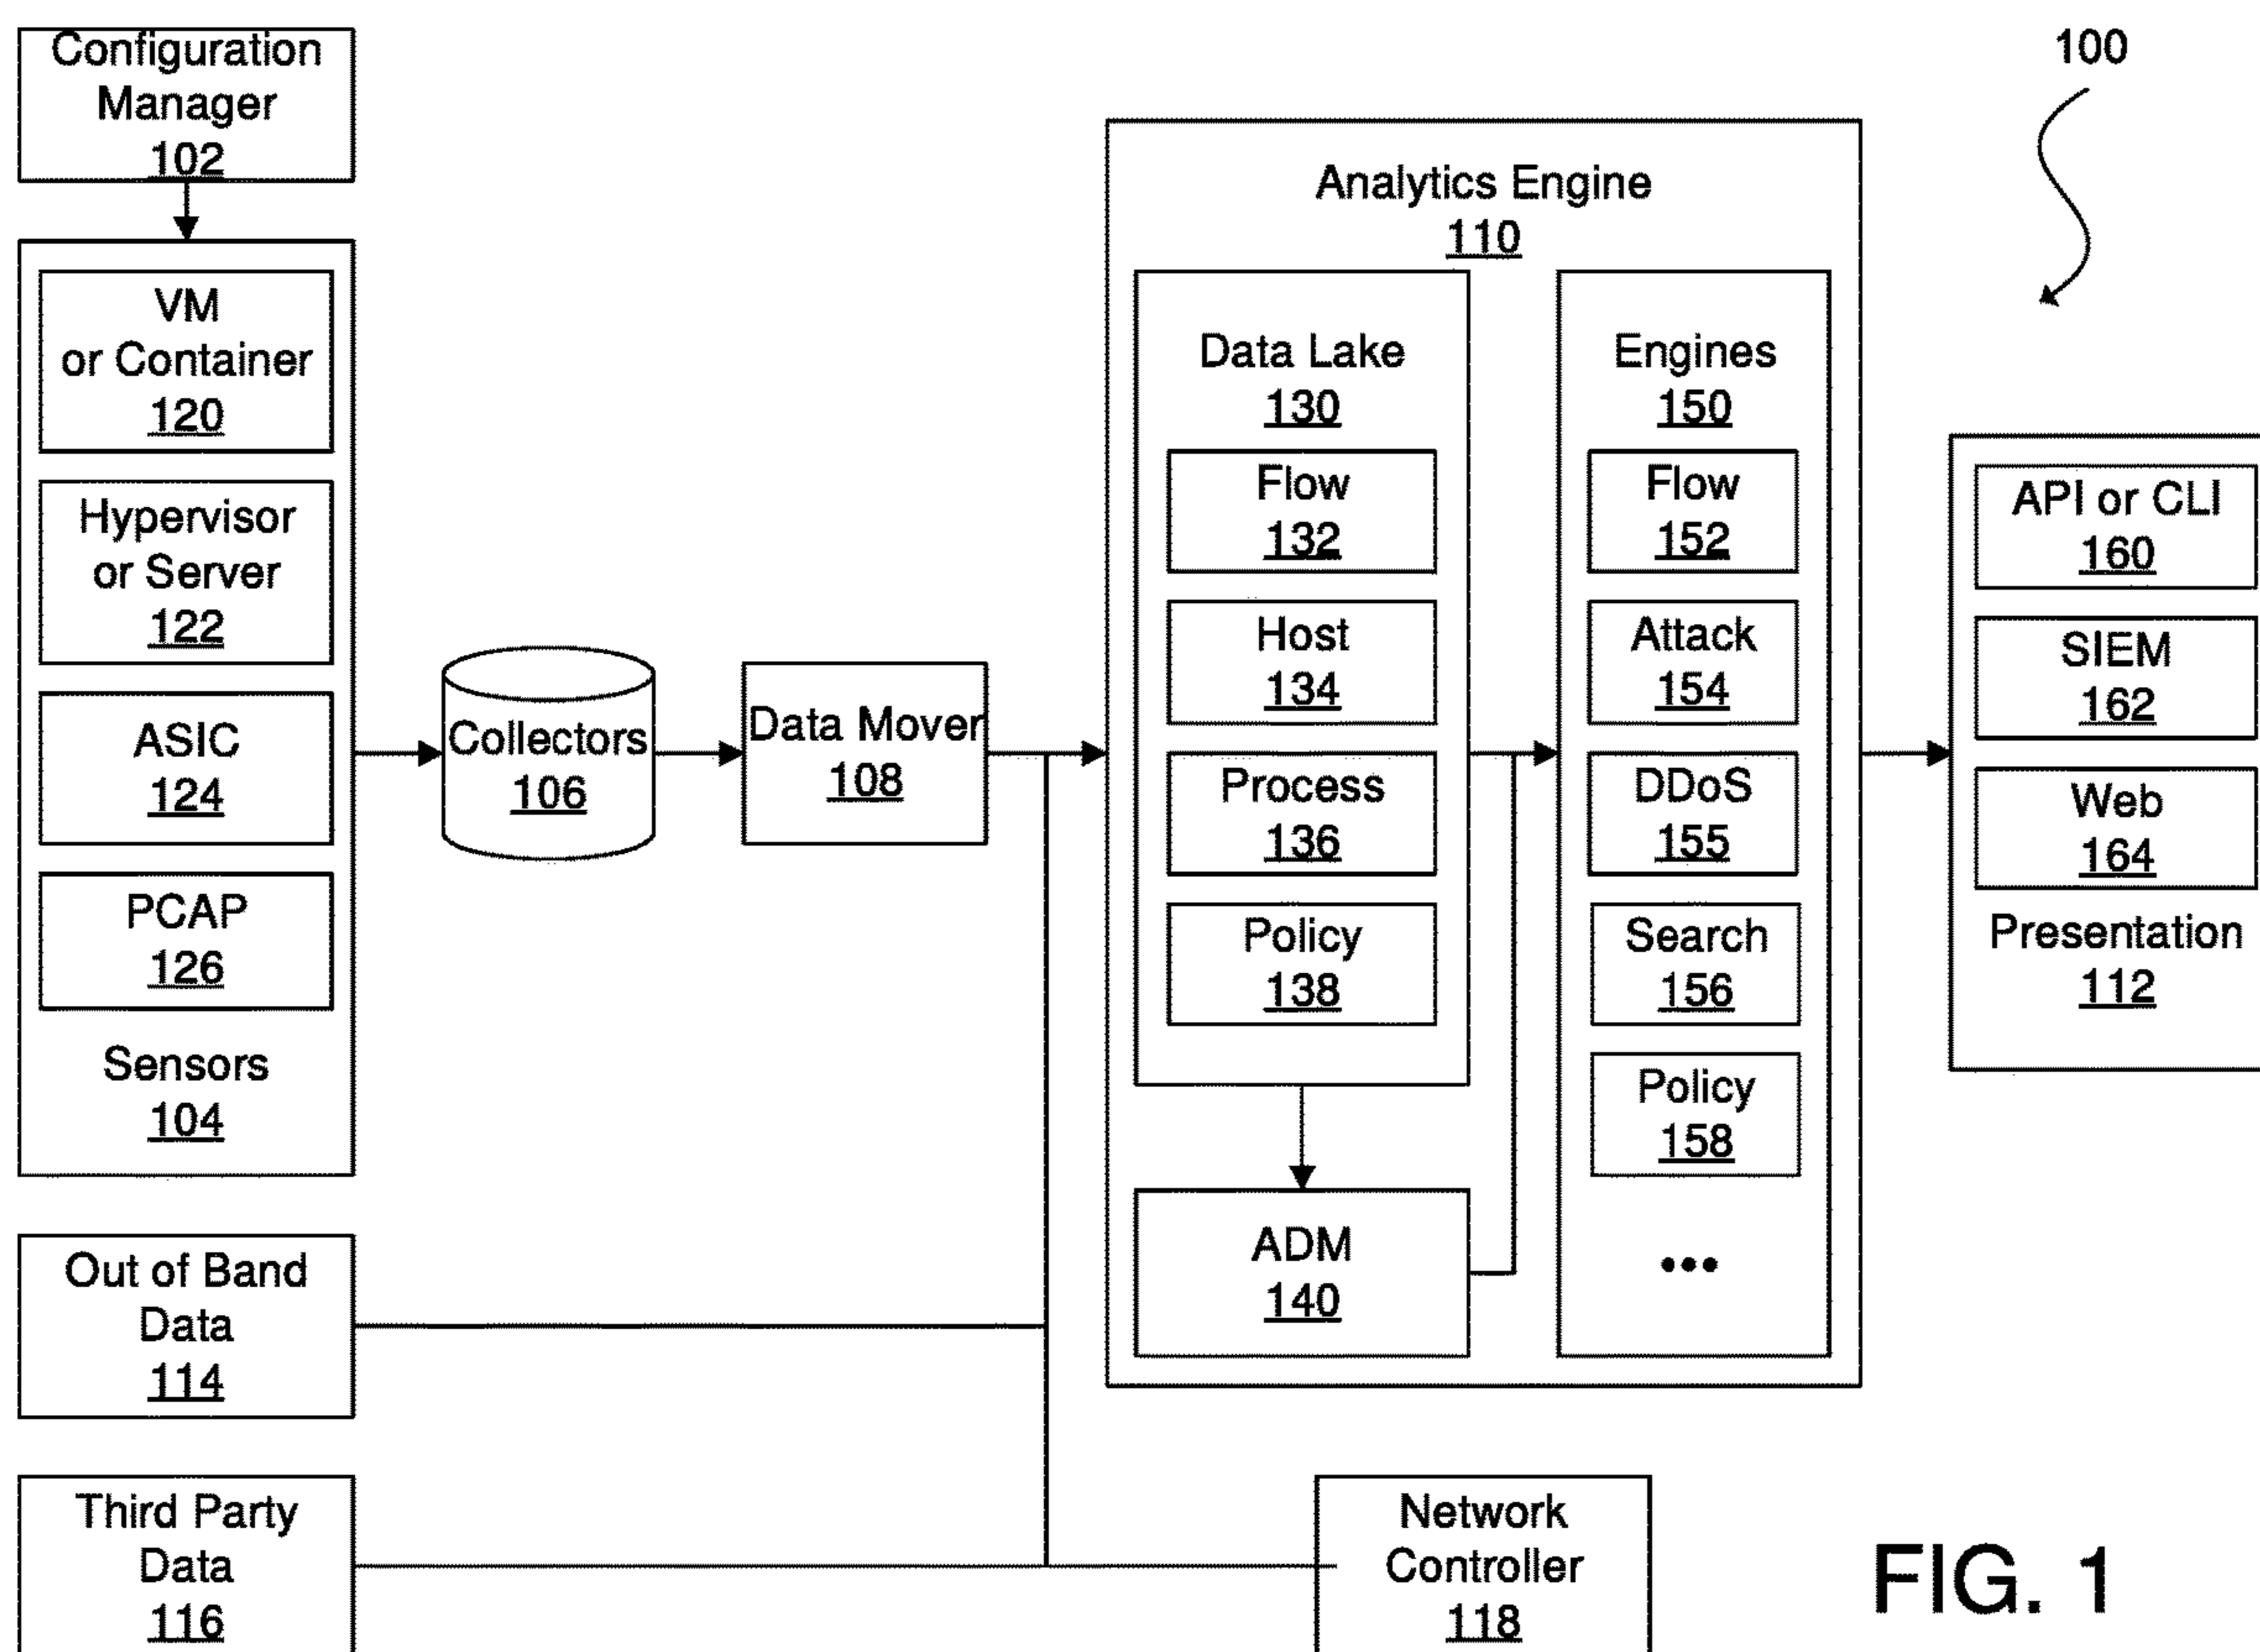 Configuration
Manager
102
VM
or Container
120
Hypervisor
or Server
122
ASIC
124
PCAP
126
Sensors
104
Out of Band
Data
114
Third Party
Data
116
Collectors
106
Data Mover
108
Analytics Engine
110
Data Lake
130
Flow
132
Host
134
Process
136
Policy
138
ADM
140
Engines
150
Flow
152
Attack
154
DDoS
155
Search
156
Policy
158
•••
Network
Controller
118
100
API or CLI
160
SIEM
162
Web
164
Presentation
112
FIG. 1